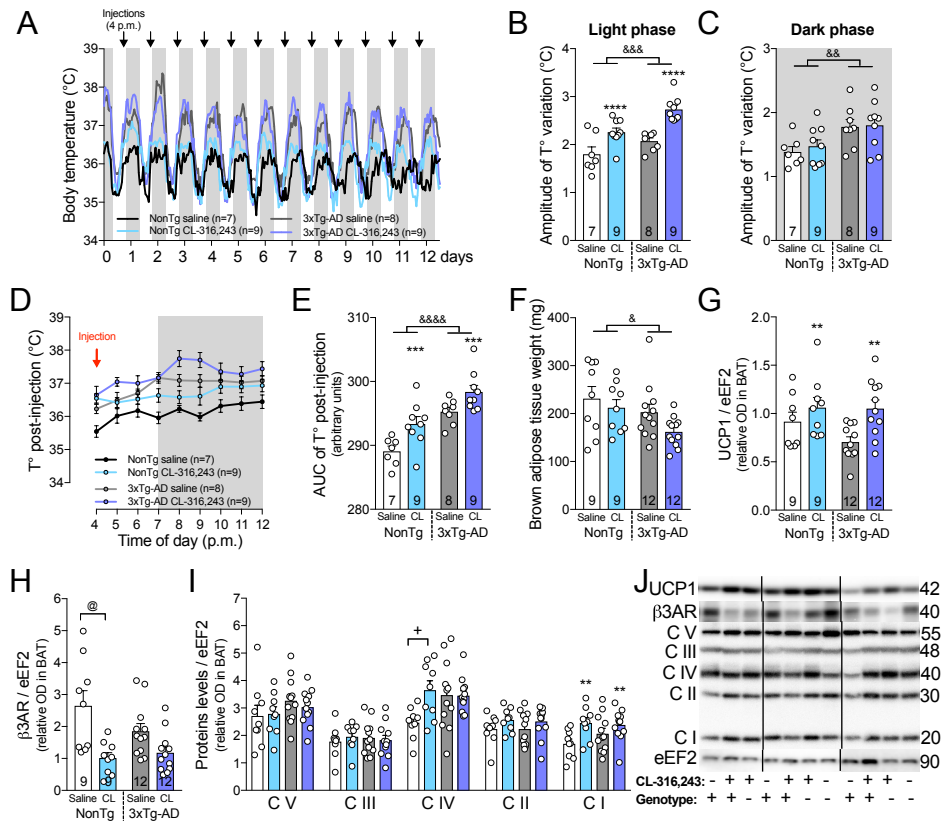 A
Injections
(4 p.m.)
Body temperature (°C)
39
38
37
36
35
34
NonTg saline (n=7)
NonTg CL-316,243 (n=9)
3xTg-AD saline (n=8)
3xTg-AD CL-316,243 (n=9)
0 1 2 3 4 5 6 7 8 9 10 11 12 days
B
Light phase
&&&
****
****
Amplitude of T° variation (°C)
4
3
2
1
0
7 9 8 9
Saline CL Saline CL
NonTg 3xTg-AD
C
Dark phase
&&
Amplitude of T° variation (°C)
4
3
2
1
0
7 9 8 9
Saline CL Saline CL
NonTg 3xTg-AD
D
Injection
T° post-injection (°C)
39
38
37
36
35
NonTg saline (n=7)
NonTg CL-316,243 (n=9)
3xTg-AD saline (n=8)
3xTg-AD CL-316,243 (n=9)
4 5 6 7 8 9 10 11 12
Time of day (p.m.)
E
&&&&
***
***
AUC of T° post-injection
(arbitrary units)
310
300
290
280
7 9 8 9
Saline CL Saline CL
NonTg 3xTg-AD
F
&
Brown adipose tissue weight (mg)
400
300
200
100
0
9 9 12 12
Saline CL Saline CL
NonTg 3xTg-AD
G
**
**
UCP1 / eEF2
(relative OD in BAT)
2.0
1.5
1.0
0.5
0.0
9 9 12 12
Saline CL Saline CL
NonTg 3xTg-AD
H
@
β3AR / eEF2
(relative OD in BAT)
6
5
4
3
2
1
0
9 9 12 12
Saline CL Saline CL
NonTg 3xTg-AD
I
+
**
**
Proteins levels / eEF2
(relative OD in BAT)
7
6
5
4
3
2
1
0
C V C III C IV C II C I
J
UCP1 42
β3AR 40
C V 55
C III 48
C IV 40
C II 30
C I 20
eEF2 90
CL-316,243: - + + - + + - - + + -
Genotype: + + - + + - - + + - -